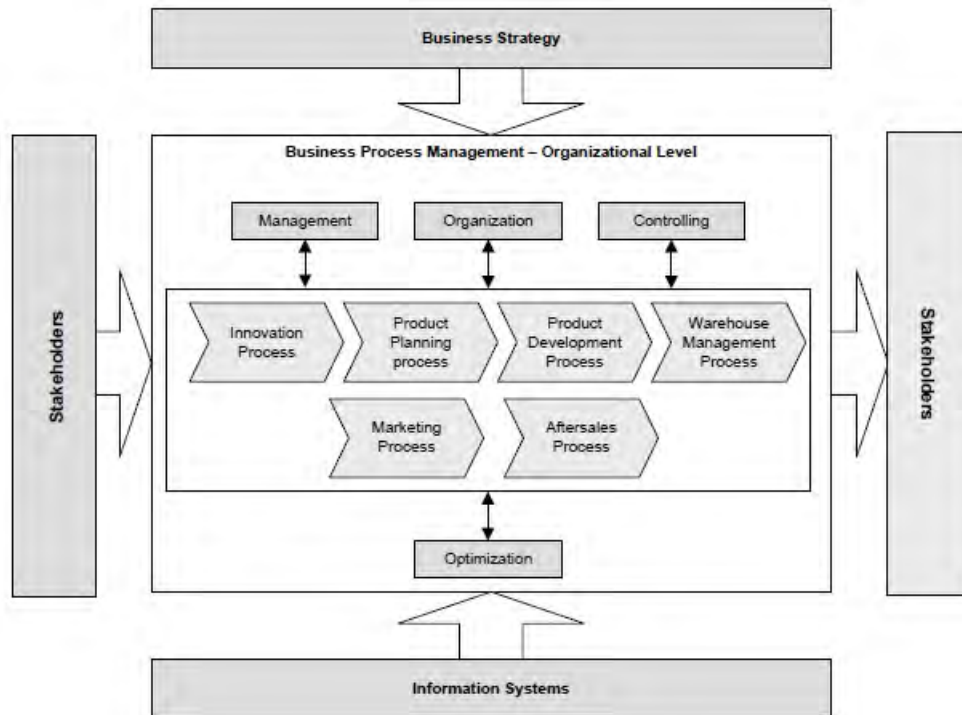 Business Strategy
Business Process Management – Organizational Level
Management
Organization
Controlling
Stakeholders
Innovation
Process
Product
Planning
process
Product
Development
Process
Warehouse
Management
Process
Stakeholders
Marketing
Process
Aftersales
Process
Optimization
Information Systems